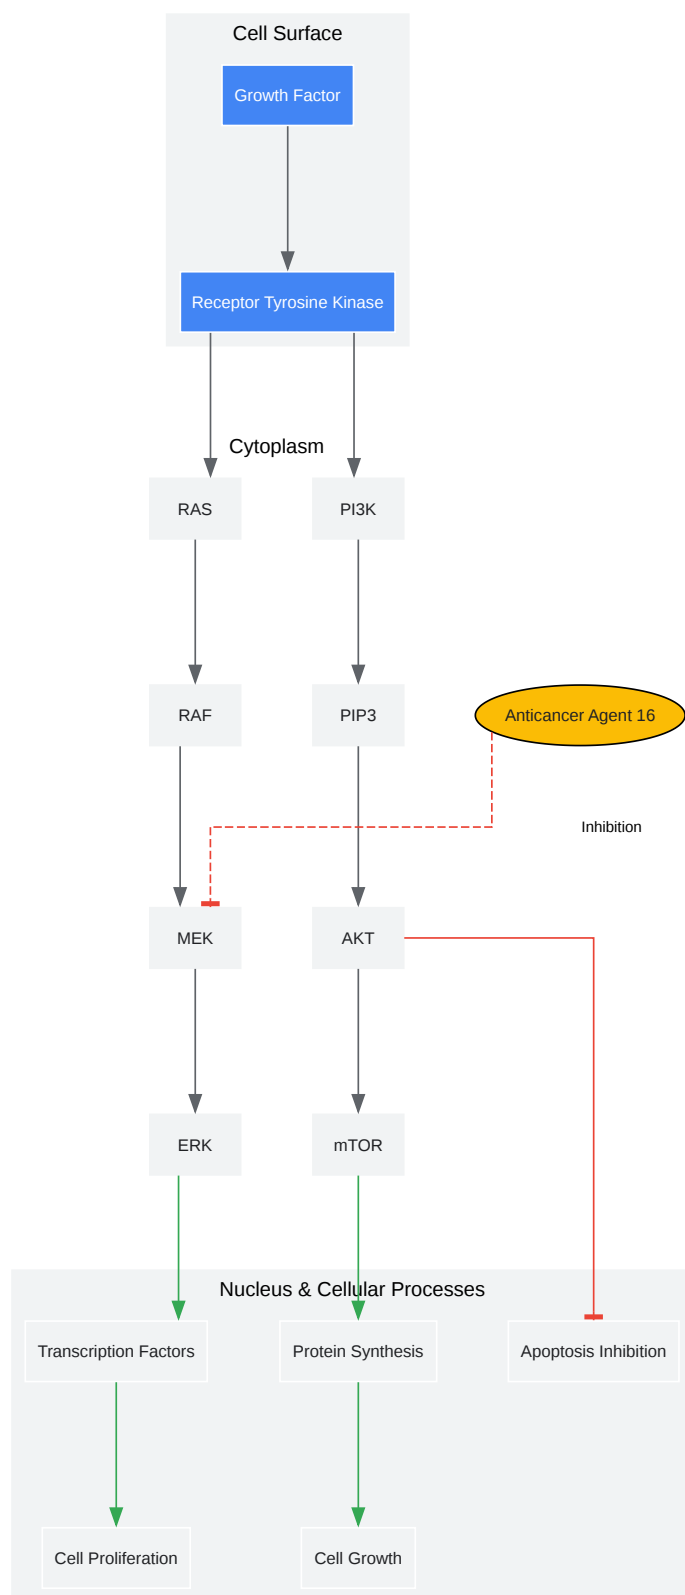 Cell Surface
Growth Factor
Receptor Tyrosine Kinase
Cytoplasm
RAS
PI3K
RAF
PIP3
Anticancer Agent 16
Inhibition
MEK
AKT
ERK
mTOR
Nucleus & Cellular Processes
Transcription Factors
Protein Synthesis
Apoptosis Inhibition
Cell Proliferation
Cell Growth